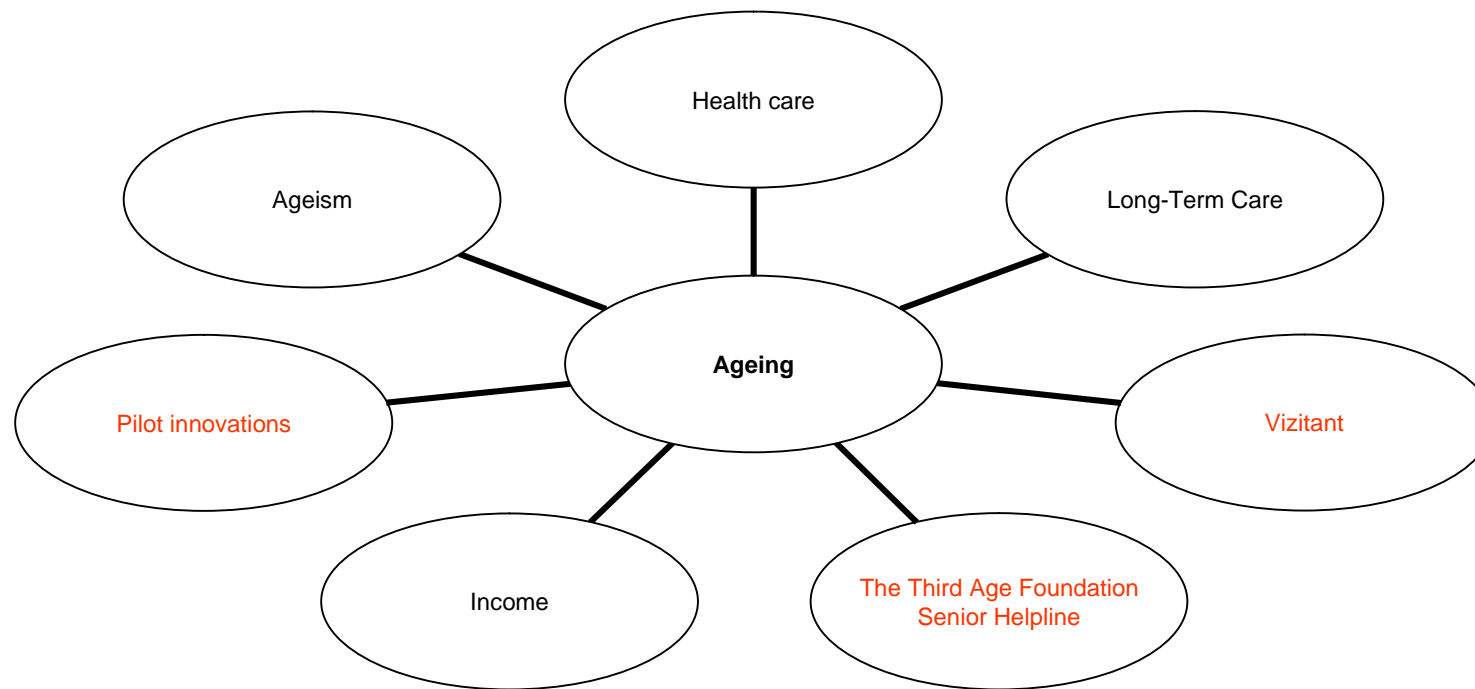 Health care
Ageism
Long-Term Care
Ageing
Pilot innovations
Vizitant
Income
The Third Age Foundation
Senior Helpline